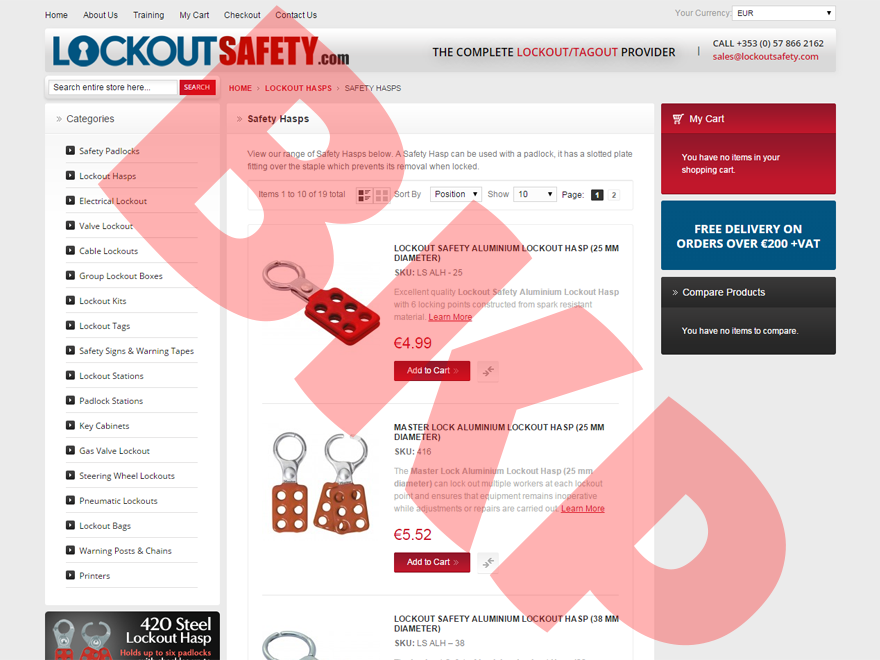 Home About Us Training My Cart Checkout Contact Us
Your Currency: EUR
LOCKOUTSAFETY.com
THE COMPLETE LOCKOUT/TAGOUT PROVIDER
CALL +353 (0) 57 866 2162
sales@lockoutsafety.com
Search entire store here... SEARCH
HOME › LOCKOUT HASPS › SAFETY HASPS
» Categories
Safety Padlocks
Lockout Hasps
Electrical Lockout
Valve Lockout
Cable Lockouts
Group Lockout Boxes
Lockout Kits
Lockout Tags
Safety Signs & Warning Tapes
Lockout Stations
Padlock Stations
Key Cabinets
Gas Valve Lockout
Steering Wheel Lockouts
Pneumatic Lockouts
Lockout Bags
Warning Posts & Chains
Printers
420 Steel
Lockout Hasp
Holds up to six padlocks
» Safety Hasps
View our range of Safety Hasps below. A Safety Hasp can be used with a padlock, it has a slotted plate
fitting over the staple which prevents its removal when locked.
Items 1 to 10 of 19 total Sort By Position Show 10 Page: 1 2
LOCKOUT SAFETY ALUMINIUM LOCKOUT HASP (25 MM
DIAMETER)
SKU: LS ALH - 25
Excellent quality Lockout Safety Aluminium Lockout Hasp
with 6 locking points constructed from spark resistant
material. Learn More
€4.99
Add to Cart »
MASTER LOCK ALUMINIUM LOCKOUT HASP (25 MM
DIAMETER)
SKU: 416
The Master Lock Aluminium Lockout Hasp (25 mm
diameter) can lock out multiple workers at each lockout
point and ensures that equipment remains inoperative
while adjustments or repairs are carried out. Learn More
€5.52
Add to Cart »
LOCKOUT SAFETY ALUMINIUM LOCKOUT HASP (38 MM
DIAMETER)
SKU: LS ALH – 38
My Cart
You have no items in your
shopping cart.
FREE DELIVERY ON
ORDERS OVER €200 +VAT
» Compare Products
You have no items to compare.
BKP